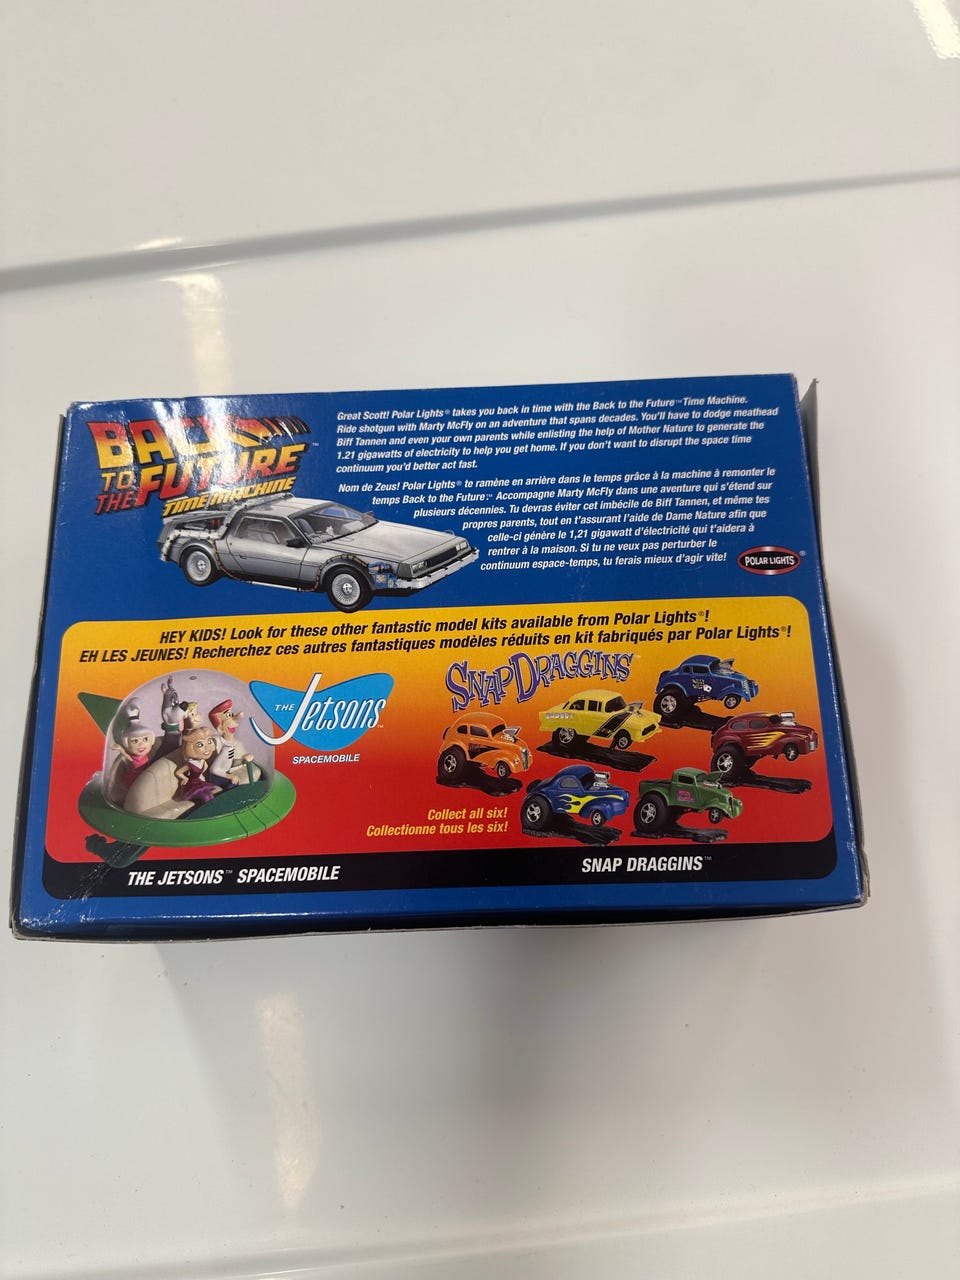 BACK
TO THE FUTURE™
TIME MACHINE
Great Scott! Polar Lights® takes you back in time with the Back to the Future™ Time Machine.
Ride shotgun with Marty McFly on an adventure that spans decades. You'll have to dodge meathead
Biff Tannen and even your own parents while enlisting the help of Mother Nature to generate the
1.21 gigawatts of electricity to help you get home. If you don't want to disrupt the space time
continuum you'd better act fast.
Nom de Zeus! Polar Lights® te ramène en arrière dans le temps grâce à la machine à remonter le
temps Back to the Future™ Accompagne Marty McFly dans une aventure qui s'étend sur
plusieurs décennies. Tu devras éviter cet imbécile de Biff Tannen, et même tes
propres parents, tout en t'assurant l'aide de Dame Nature afin que
celle-ci génère le 1,21 gigawatt d'électricité qui t'aidera à
rentrer à la maison. Si tu ne veux pas perturber le
continuum espace-temps, tu ferais mieux d'agir vite!
POLAR LIGHTS®
HEY KIDS! Look for these other fantastic model kits available from Polar Lights®!
EH LES JEUNES! Recherchez ces autres fantastiques modèles réduits en kit fabriqués par Polar Lights®!
THE Jetsons™
SPACEMOBILE
SNAP DRAGGINS™
Collect all six!
Collectionne tous les six!
THE JETSONS™ SPACEMOBILE
SNAP DRAGGINS™